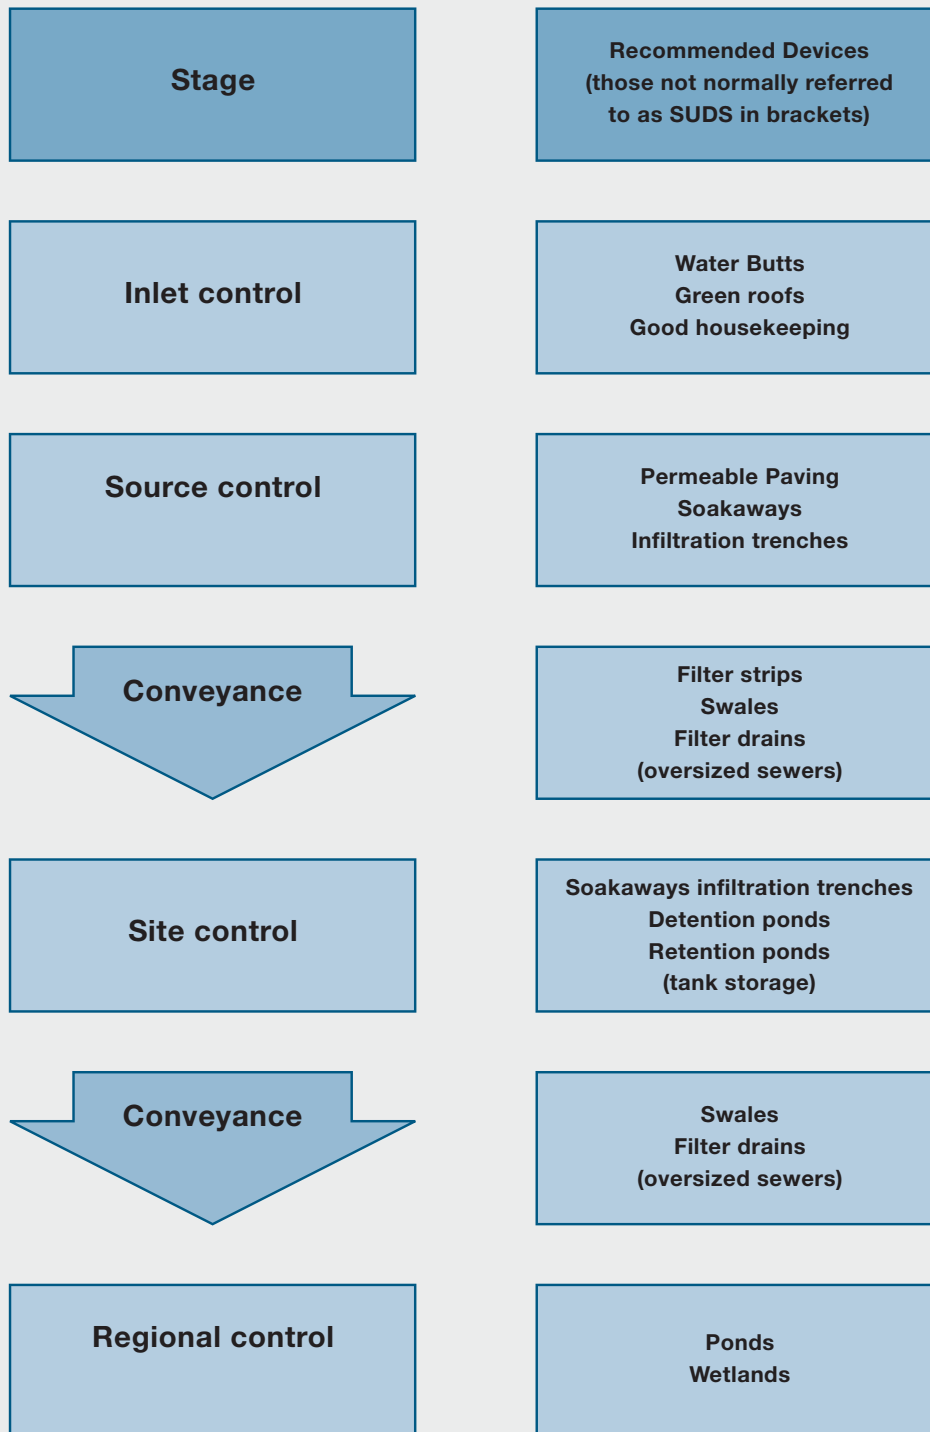 Stage
Recommended Devices
(those not normally referred
to as SUDS in brackets)
Inlet control
Water Butts
Green roofs
Good housekeeping
Source control
Permeable Paving
Soakaways
Infiltration trenches
Conveyance
Filter strips
Swales
Filter drains
(oversized sewers)
Site control
Soakaways infiltration trenches
Detention ponds
Retention ponds
(tank storage)
Conveyance
Swales
Filter drains
(oversized sewers)
Regional control
Ponds
Wetlands